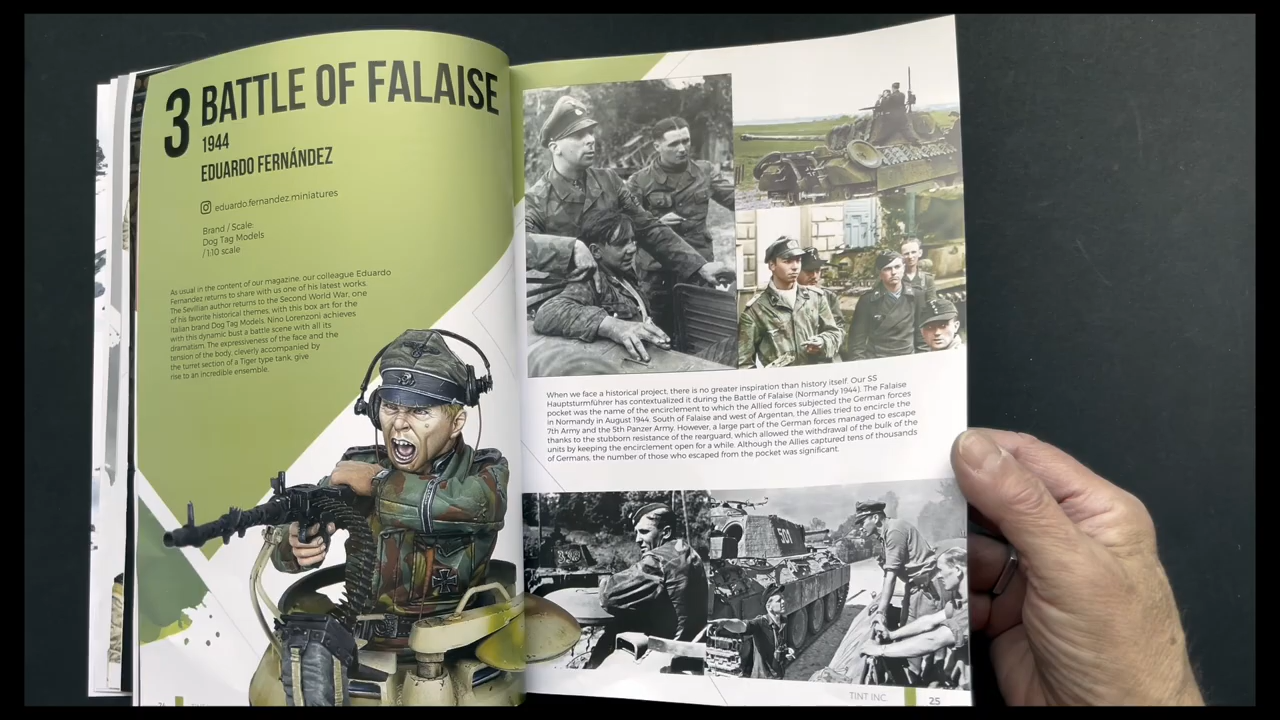 3 BATTLE OF FALAISE
1944
EDUARDO FERNÁNDEZ
eduardo.fernandez.miniatures
Brand / Scale:
Dog Tag Models
/ 1:10 scale
As usual in the content of our magazine, our colleague Eduardo
Fernandez returns to share with us one of his latest works.
The Sevillian author returns to the Second World War, one
of his favorite historical themes, with this box art for the
Italian brand Dog Tag Models. Nino Lorenzoni achieves
with this dynamic bust a battle scene with all its
dramatism. The expressiveness of the face and the
tension of the body, cleverly accompanied by
the turret section of a Tiger type tank, give
rise to an incredible ensemble.
When we face a historical project, there is no greater inspiration than history itself. Our SS
Hauptsturmführer has contextualized it during the Battle of Falaise (Normandy 1944). The Falaise
pocket was the name of the encirclement to which the Allied forces subjected the German forces
in Normandy in August 1944. South of Falaise and west of Argentan, the Allies tried to encircle the
7th Army and the 5th Panzer Army. However, a large part of the German forces managed to escape
thanks to the stubborn resistance of the rearguard, which allowed the withdrawal of the bulk of the
units by keeping the encirclement open for a while. Although the Allies captured tens of thousands
of Germans, the number of those who escaped from the pocket was significant.
501
TINT INC. 25